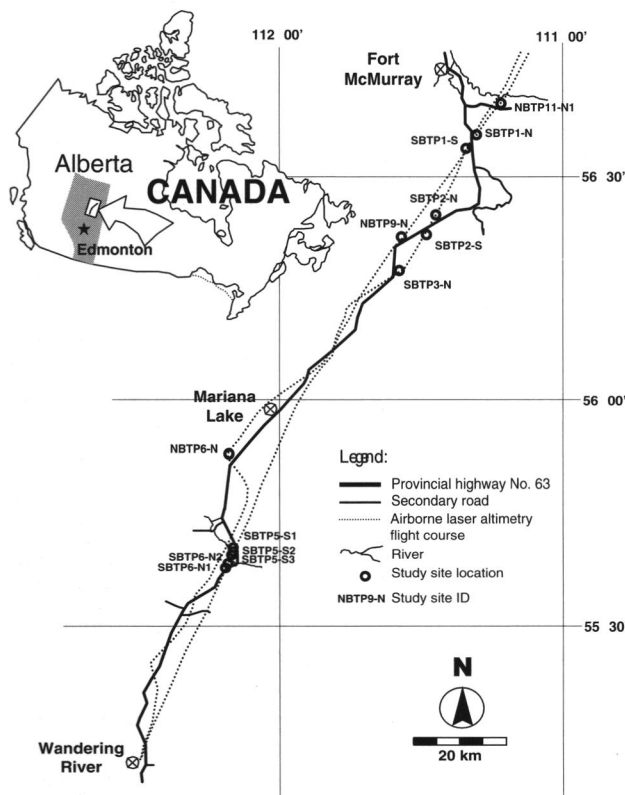 112 00'
111 00'
Fort
McMurray
NBTP11-N1
SBTP1-S
SBTP1-N
Alberta
CANADA
56 30'
SBTP2-N
NBTP9-N
Edmonton
SBTP2-S
SBTP3-N
Mariana
Lake
56 00'
NBTP6-N
Legend:
Provincial highway No. 63
Secondary road
Airborne laser altimetry
flight course
River
Study site location
NBTP9-N Study site ID
SBTP5-S1
SBTP5-S2
SBTP6-N2
SBTP5-S3
SBTP6-N1
55 30
N
Wandering
River
20 km